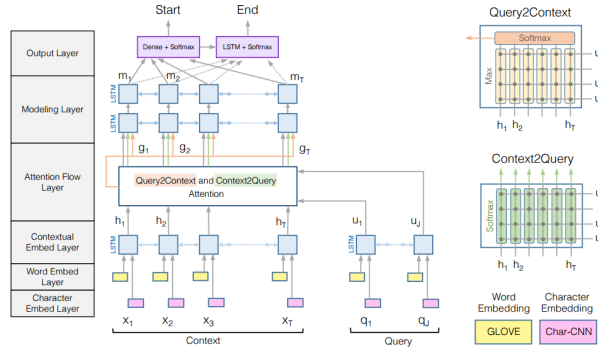 Start End
Query2Context
Output Layer
Dense + Softmax
LSTM + Softmax
Softmax
m1 m2 mT
Modeling Layer
LSTM
LSTM
Max
u
u
g1 g2 gT
h1 h2 hT
Attention Flow
Layer
Query2Context and Context2Query
Attention
Context2Query
h1 h2 hT
u1 uJ
Softmax
u
u
Contextual
Embed Layer
LSTM
LSTM
h1 h2 hT
Word Embed
Layer
Character
Embed Layer
Word
Embedding
Character
Embedding
GLOVE
Char-CNN
x1 x2 x3 xT
q1 qJ
Context
Query